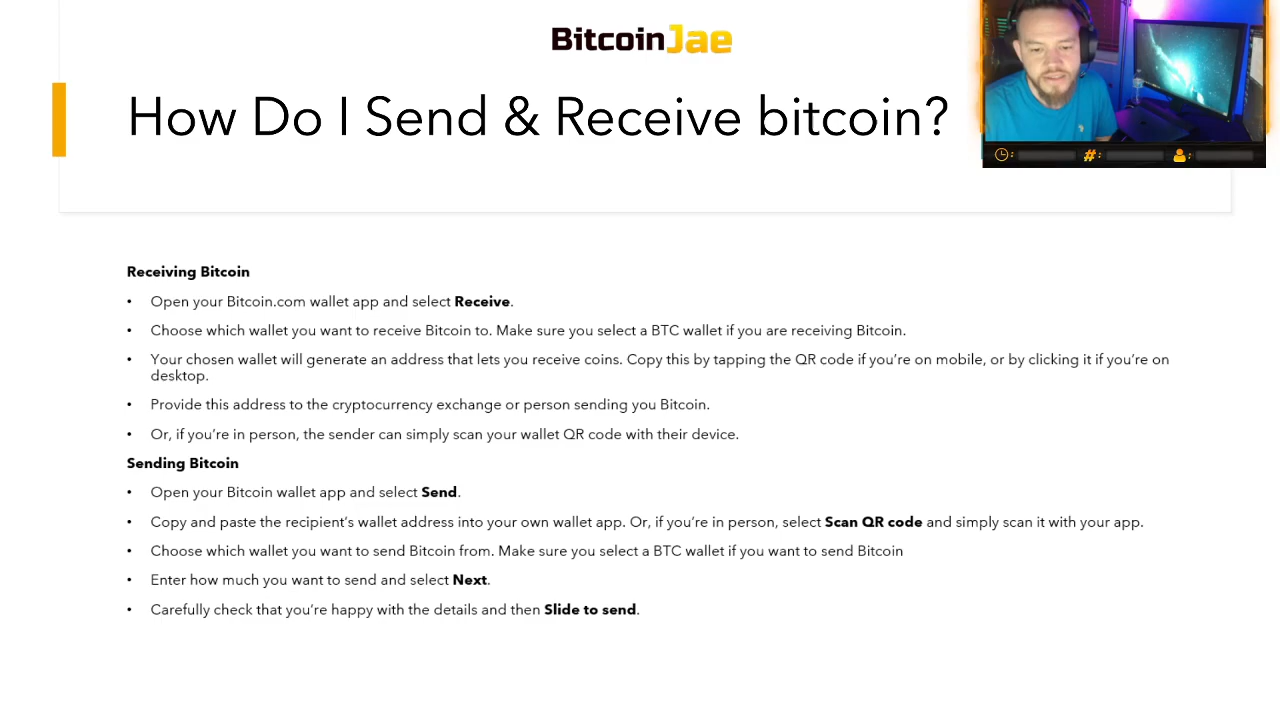 BitcoinJae
How Do I Send & Receive bitcoin?
#:
Receiving Bitcoin
• Open your Bitcoin.com wallet app and select Receive.
• Choose which wallet you want to receive Bitcoin to. Make sure you select a BTC wallet if you are receiving Bitcoin.
• Your chosen wallet will generate an address that lets you receive coins. Copy this by tapping the QR code if you’re on mobile, or by clicking it if you’re on
desktop.
• Provide this address to the cryptocurrency exchange or person sending you Bitcoin.
• Or, if you’re in person, the sender can simply scan your wallet QR code with their device.
Sending Bitcoin
• Open your Bitcoin wallet app and select Send.
• Copy and paste the recipient’s wallet address into your own wallet app. Or, if you’re in person, select Scan QR code and simply scan it with your app.
• Choose which wallet you want to send Bitcoin from. Make sure you select a BTC wallet if you want to send Bitcoin
• Enter how much you want to send and select Next.
• Carefully check that you’re happy with the details and then Slide to send.